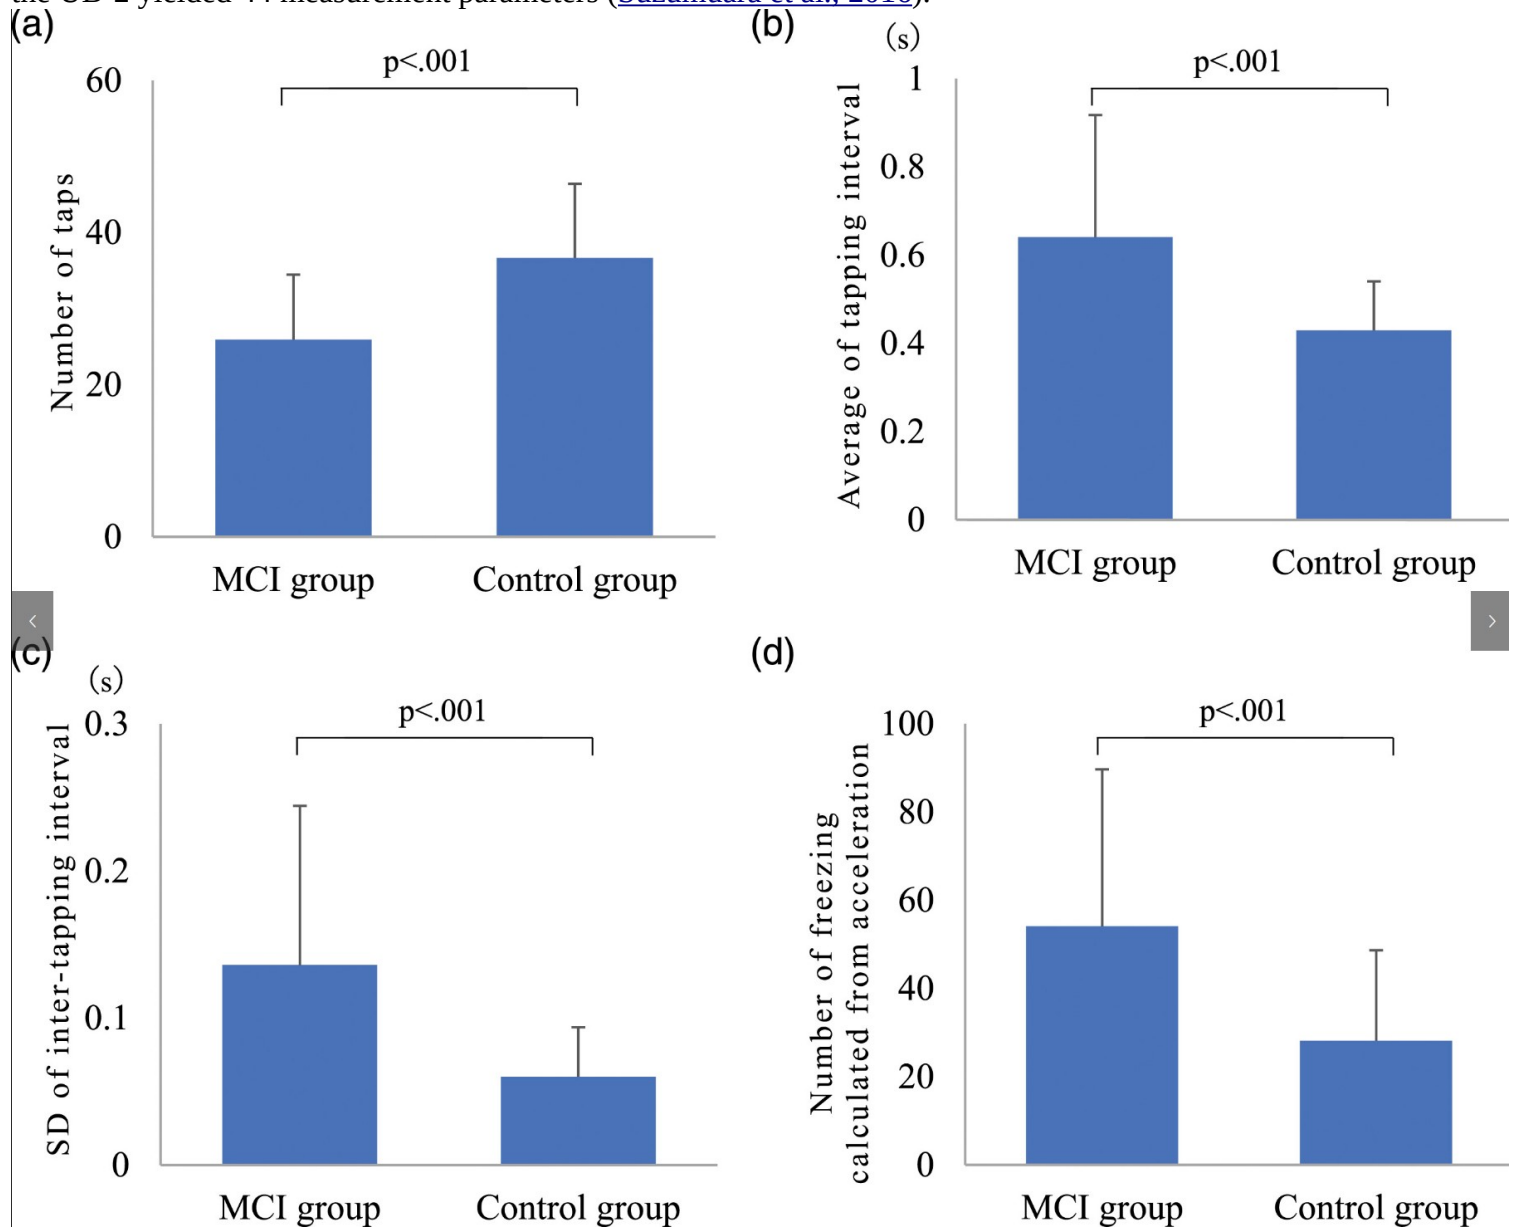 (a)
p<.001
60
40
20
0
Number of taps
MCI group
Control group
(b)
(s)
p<.001
1
0.8
0.6
0.4
0.2
0
Average of tapping interval
MCI group
Control group
(c)
(s)
p<.001
0.3
0.2
0.1
0
SD of inter-tapping interval
MCI group
Control group
(d)
p<.001
100
80
60
40
20
0
Number of freezing
calculated from acceleration
MCI group
Control group